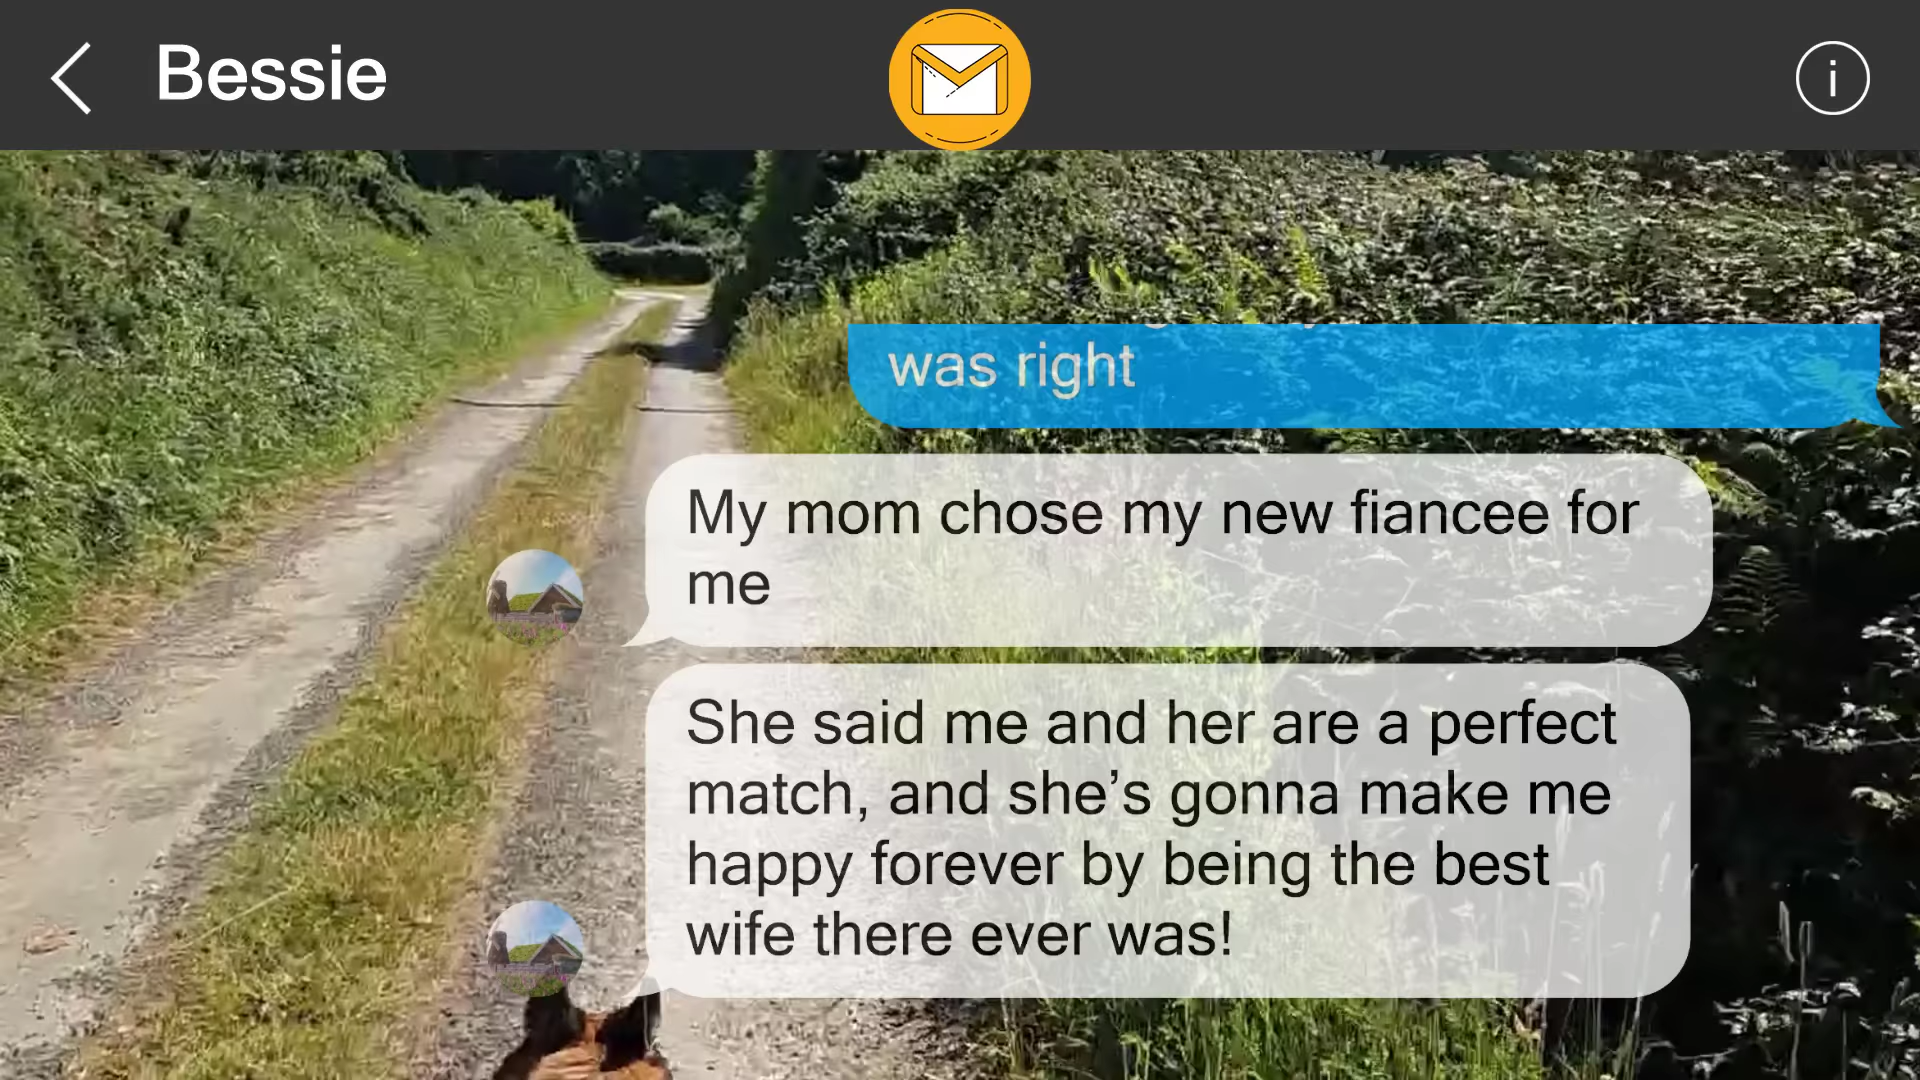 Bessie
i
was right
My mom chose my new fiancee for
me
She said me and her are a perfect
match, and she’s gonna make me
happy forever by being the best
wife there ever was!